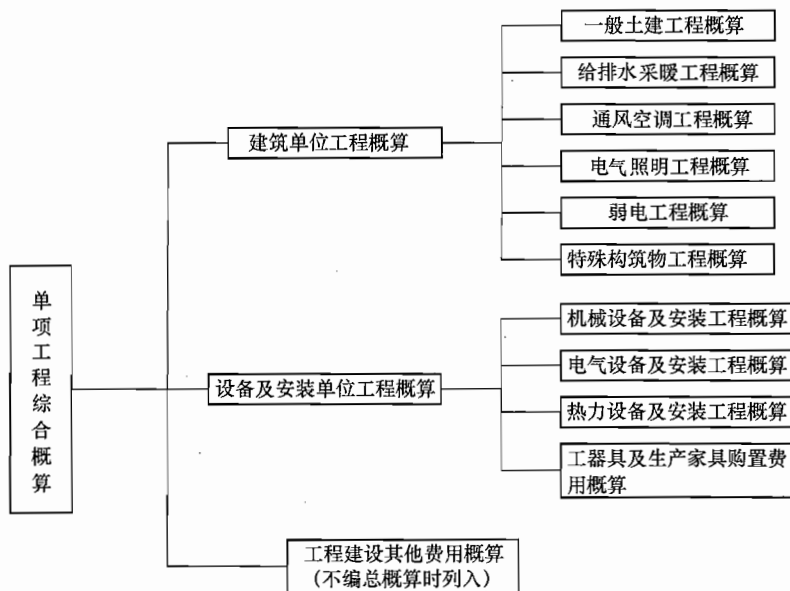 单项工程综合概算
建筑单位工程概算
一般土建工程概算
给排水采暖工程概算
通风空调工程概算
电气照明工程概算
弱电工程概算
特殊构筑物工程概算
设备及安装单位工程概算
机械设备及安装工程概算
电气设备及安装工程概算
热力设备及安装工程概算
工器具及生产家具购置费
用概算
工程建设其他费用概算
(不编总概算时列入)